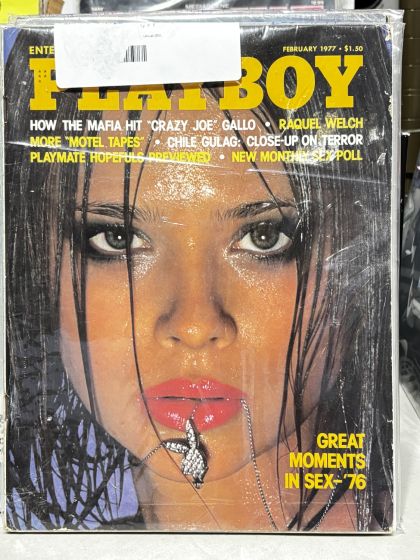 ENTE
FEBRUARY 1977 • $1.50
PLAYBOY
HOW THE MAFIA HIT "CRAZY JOE" GALLO • RAQUEL WELCH
MORE "MOTEL TAPES" • CHILE GULAG: CLOSE-UP ON TERROR
PLAYMATE HOPEFULS PREVIEWED • NEW MONTHLY SEX POLL
GREAT
MOMENTS
IN SEX–'76